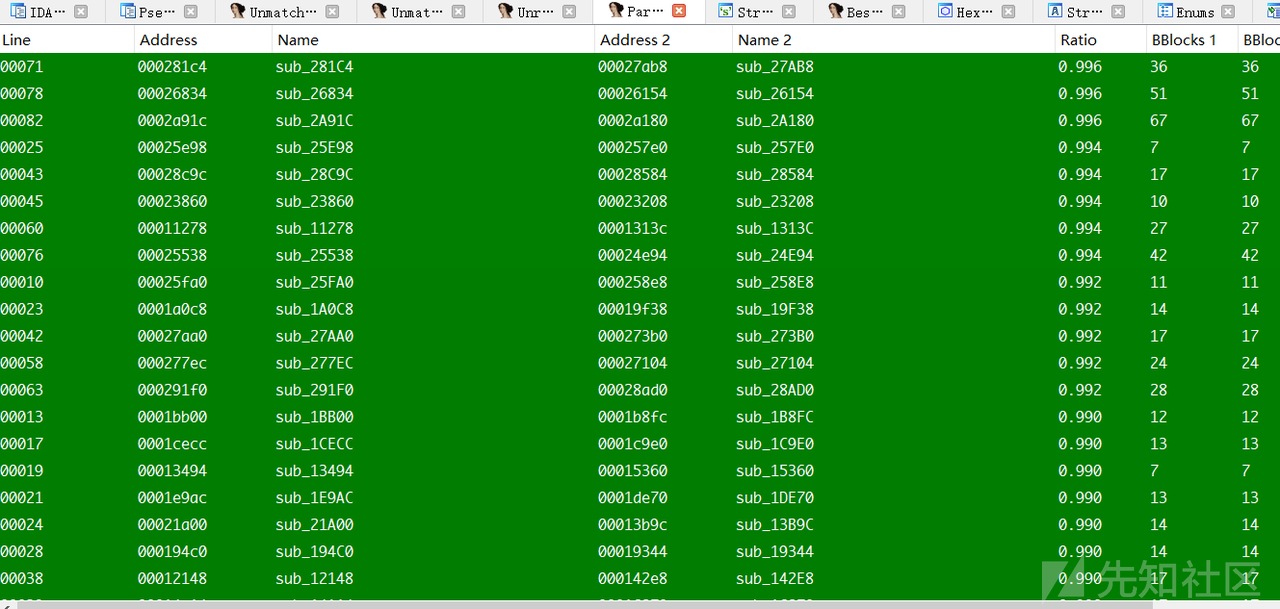 IDA··· Pse··· Unmatch··· Unmat··· Unr··· Par··· Str··· Bes··· Hex··· Str··· Enums
Line Address Name Address 2 Name 2 Ratio BBlocks 1 BBloc
00071 000281c4 sub_281C4 00027ab8 sub_27AB8 0.996 36 36
00078 00026834 sub_26834 00026154 sub_26154 0.996 51 51
00082 0002a91c sub_2A91C 0002a180 sub_2A180 0.996 67 67
00025 00025e98 sub_25E98 000257e0 sub_257E0 0.994 7 7
00043 00028c9c sub_28C9C 00028584 sub_28584 0.994 17 17
00045 00023860 sub_23860 00023208 sub_23208 0.994 10 10
00060 00011278 sub_11278 0001313c sub_1313C 0.994 27 27
00076 00025538 sub_25538 00024e94 sub_24E94 0.994 42 42
00010 00025fa0 sub_25FA0 000258e8 sub_258E8 0.992 11 11
00023 0001a0c8 sub_1A0C8 00019f38 sub_19F38 0.992 14 14
00042 00027aa0 sub_27AA0 000273b0 sub_273B0 0.992 17 17
00058 000277ec sub_277EC 00027104 sub_27104 0.992 24 24
00063 000291f0 sub_291F0 00028ad0 sub_28AD0 0.992 28 28
00013 0001bb00 sub_1BB00 0001b8fc sub_1B8FC 0.990 12 12
00017 0001cecc sub_1CECC 0001c9e0 sub_1C9E0 0.990 13 13
00019 00013494 sub_13494 00015360 sub_15360 0.990 7 7
00021 0001e9ac sub_1E9AC 0001de70 sub_1DE70 0.990 13 13
00024 00021a00 sub_21A00 00013b9c sub_13B9C 0.990 14 14
00028 000194c0 sub_194C0 00019344 sub_19344 0.990 14 14
00038 00012148 sub_12148 000142e8 sub_142E8 0.990 17 17
先知社区